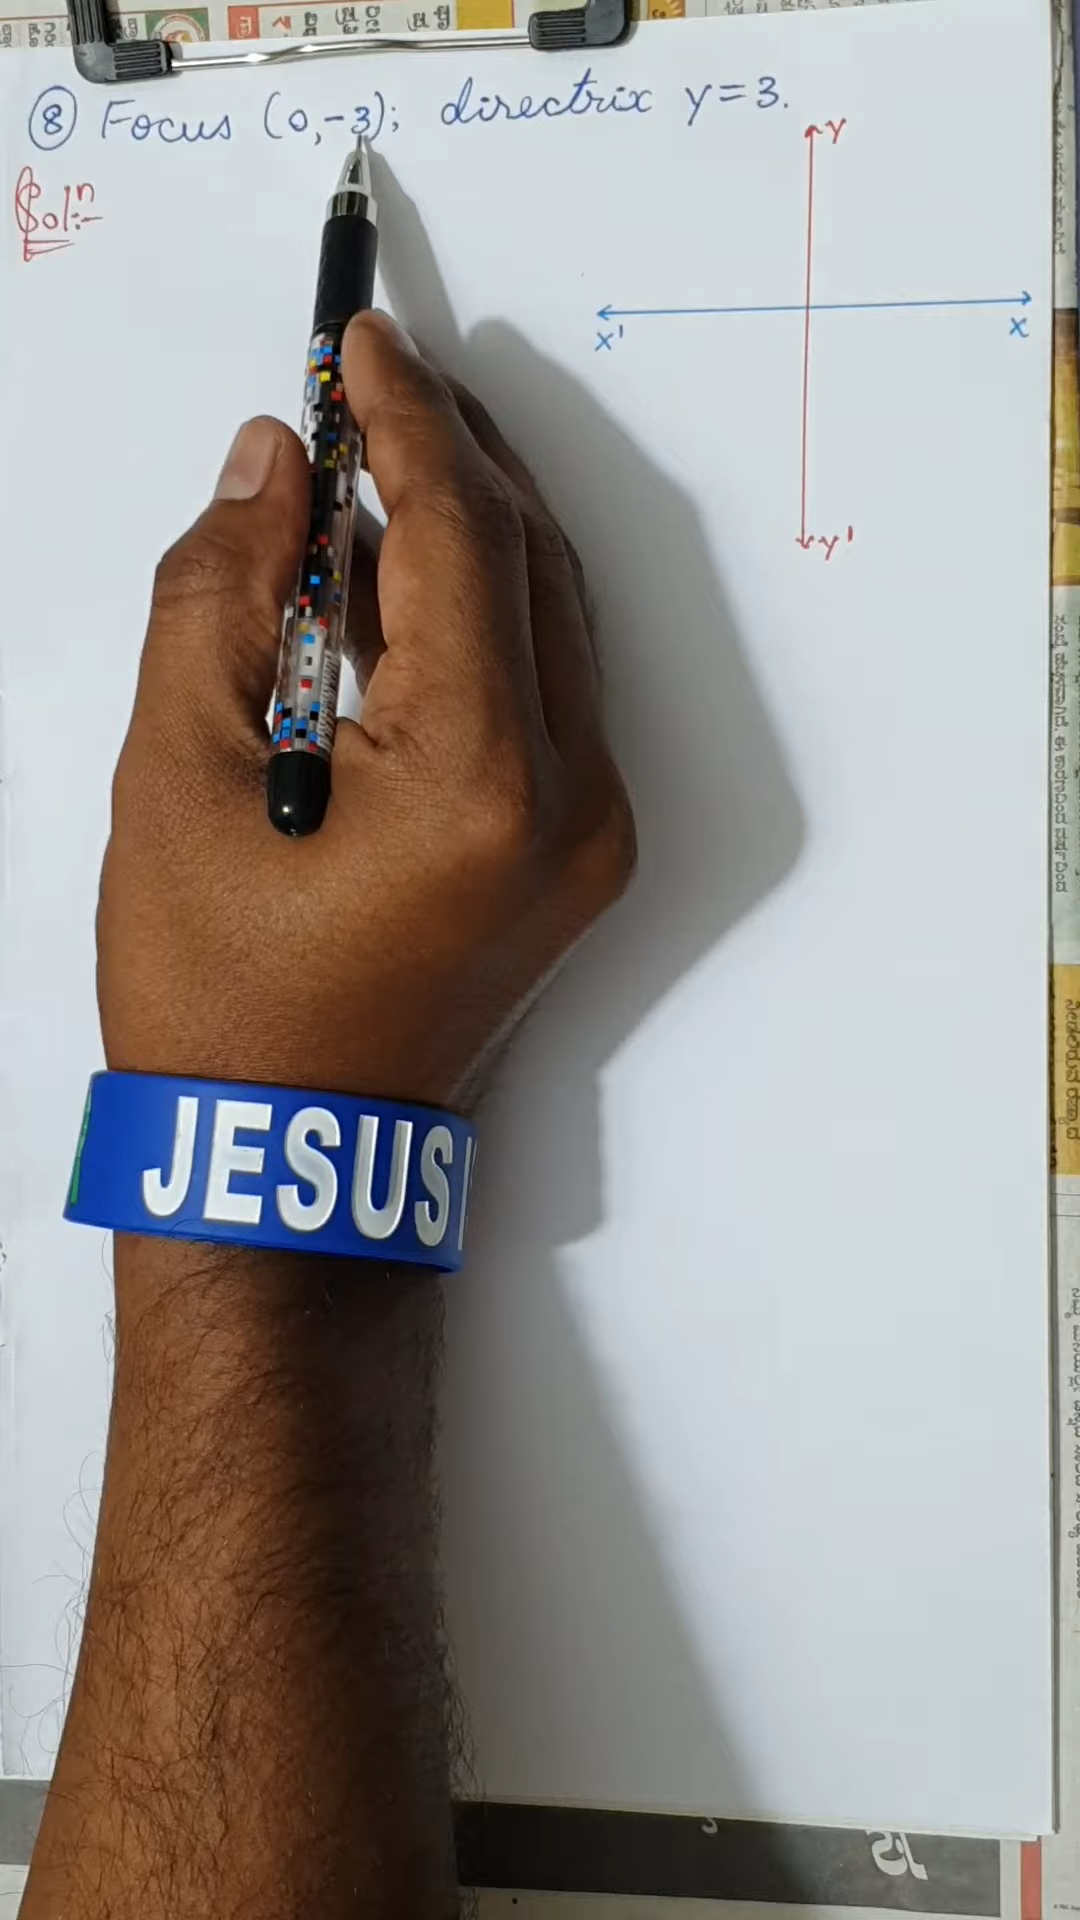 ⑧ Focus (0,-3); directrix y=3.
Solⁿ:-
Y
X' X
Y'
JESUS